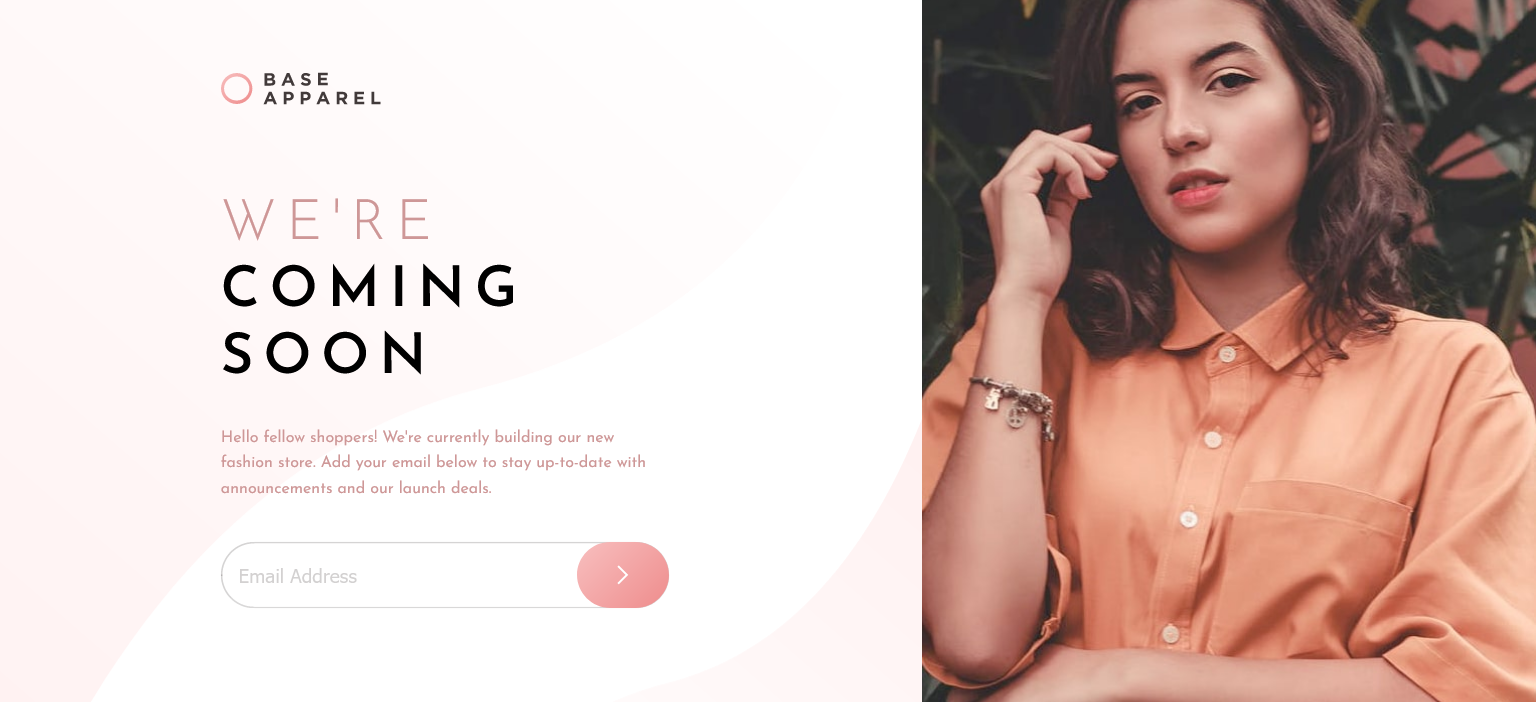 BASE
APPAREL
WE'RE
COMING
SOON
Hello fellow shoppers! We're currently building our new
fashion store. Add your email below to stay up-to-date with
announcements and our launch deals.
Email Address